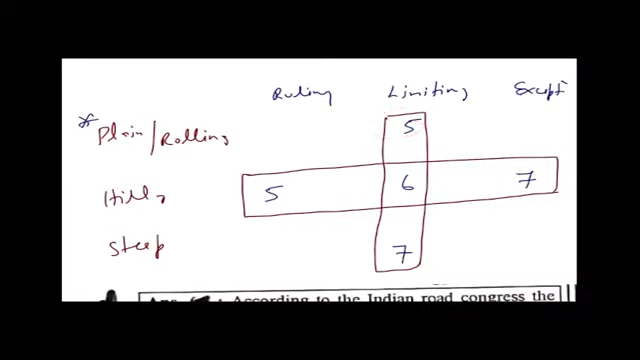 Ruling Limiting Except
* Plain/Rolling 5
Hilly 5 6 7
Steep 7
: According to the Indian road congress the